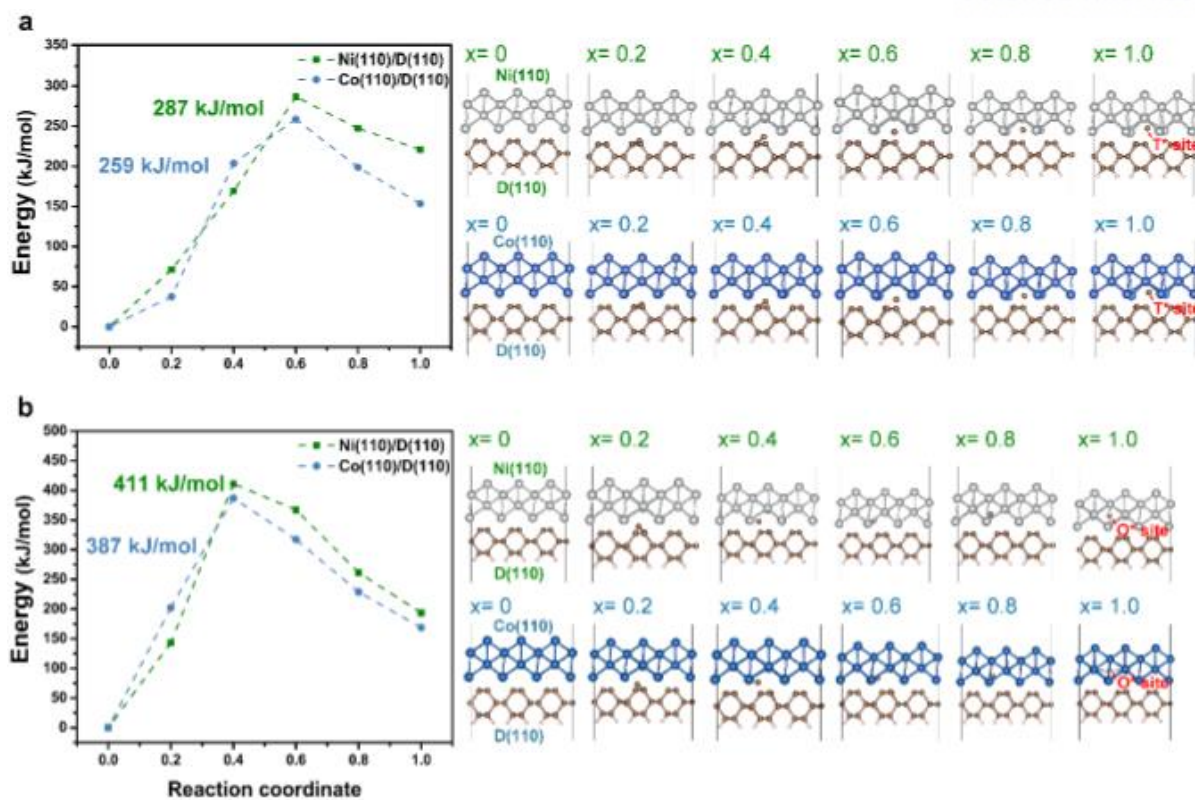 a
350
300
250
200
150
100
50
0
Energy (kJ/mol)
Ni(110)/D(110)
Co(110)/D(110)
287 kJ/mol
259 kJ/mol
0.0 0.2 0.4 0.6 0.8 1.0
x= 0 x= 0.2 x= 0.4 x= 0.6 x= 0.8 x= 1.0
Ni(110)
T" site
D(110)
x= 0 x= 0.2 x= 0.4 x= 0.6 x= 0.8 x= 1.0
Co(110)
T" site
D(110)
b
500
450
400
350
300
250
200
150
100
50
0
Energy (kJ/mol)
Ni(110)/D(110)
Co(110)/D(110)
411 kJ/mol
387 kJ/mol
0.0 0.2 0.4 0.6 0.8 1.0
Reaction coordinate
x= 0 x= 0.2 x= 0.4 x= 0.6 x= 0.8 x= 1.0
Ni(110)
O" site
D(110)
x= 0 x= 0.2 x= 0.4 x= 0.6 x= 0.8 x= 1.0
Co(110)
"O" site
D(110)